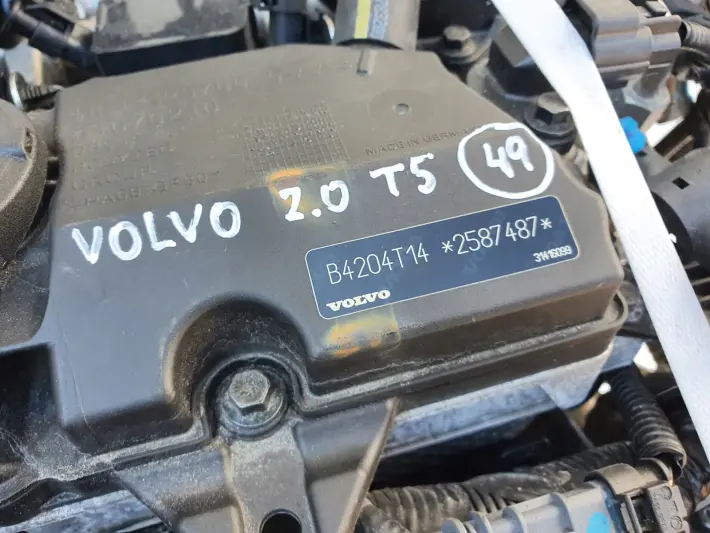 MADE IN GERMANY
VOLVO 2.0 T5 49
B4204T14 *2587487*
31416099
VOLVO